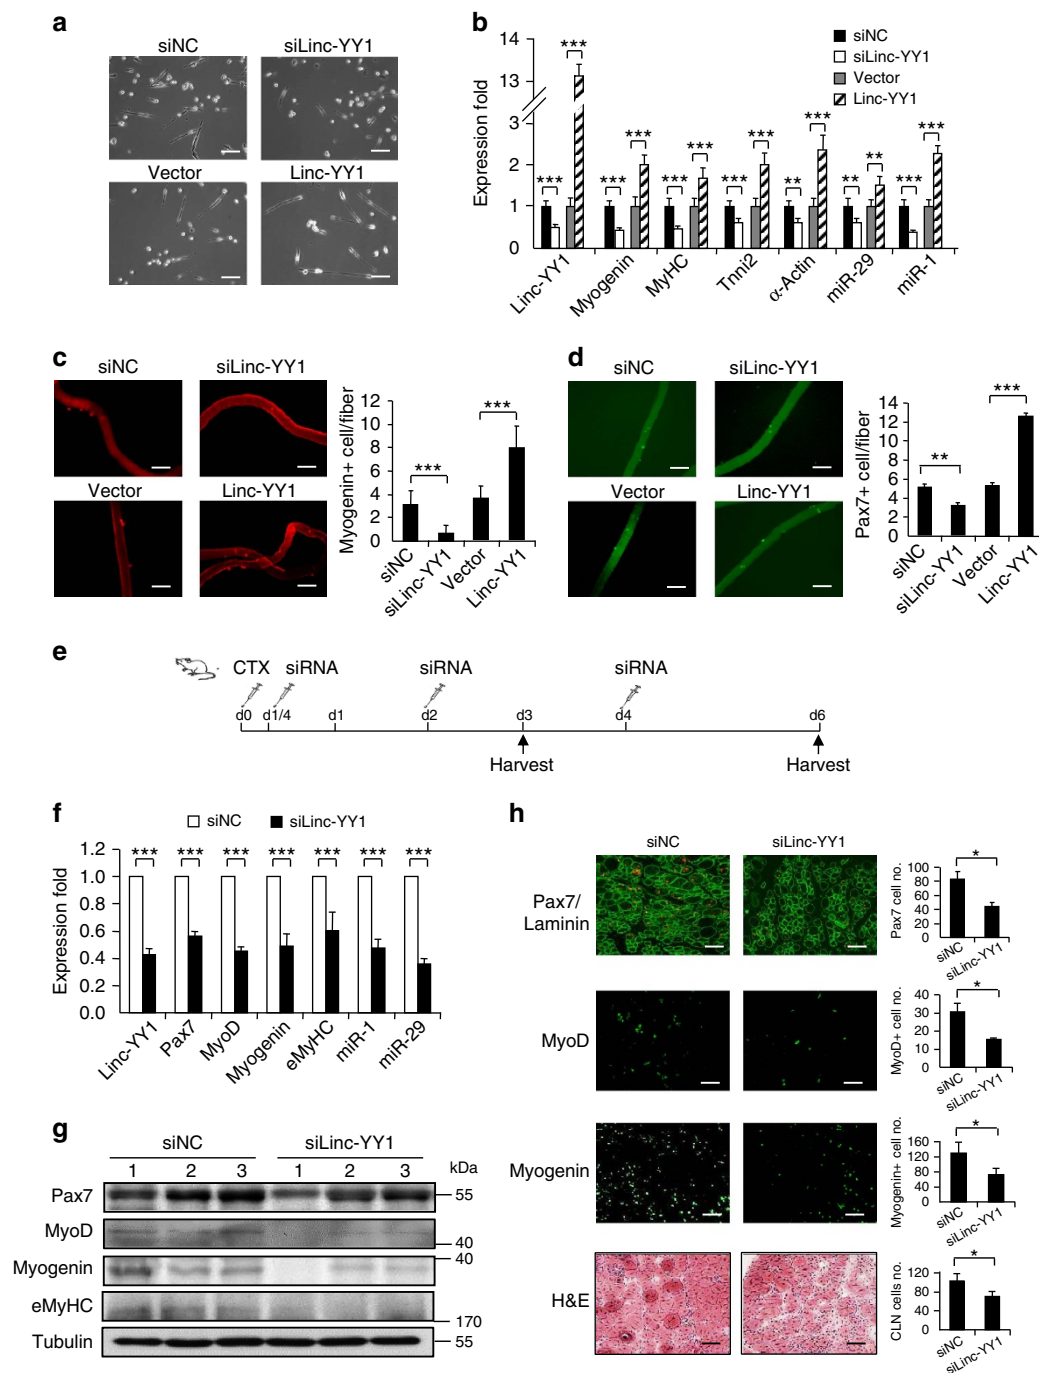 a
siNC siLinc-YY1
Vector Linc-YY1
b
Expression fold
14
13
3
2
1
0
siNC
siLinc-YY1
Vector
Linc-YY1
*** *** *** *** *** *** *** *** ** *** ** ** *** ***
Linc-YY1 Myogenin MyHC Tnni2 α-Actin miR-29 miR-1
c
siNC siLinc-YY1
Vector Linc-YY1
Myogenin+ cell/fiber
12
10
8
6
4
2
0
*** ***
siNC siLinc-YY1 Vector Linc-YY1
d
siNC siLinc-YY1
Vector Linc-YY1
Pax7+ cell/fiber
14
12
10
8
6
4
2
0
** ***
siNC siLinc-YY1 Vector Linc-YY1
e
CTX siRNA siRNA siRNA
d0 d1/4 d1 d2 d3 d4 d6
Harvest Harvest
f
siNC siLinc-YY1
Expression fold
1.2
1.0
0.8
0.6
0.4
0.2
0.0
*** *** *** *** *** *** ***
Linc-YY1 Pax7 MyoD Myogenin eMyHC miR-1 miR-29
g
siNC siLinc-YY1
1 2 3 1 2 3 kDa
Pax7 55
MyoD 40
Myogenin 40
eMyHC 170
Tubulin 55
h
siNC siLinc-YY1
Pax7/
Laminin
Pax7 cell no.
100
80
60
40
20
0
*
siNC siLinc-YY1
MyoD
MyoD+ cell no.
40
30
20
10
0
*
siNC siLinc-YY1
Myogenin
Myogenin+ cell no.
160
120
80
40
0
*
siNC siLinc-YY1
H&E
CLN cells no.
120
80
40
0
*
siNC siLinc-YY1